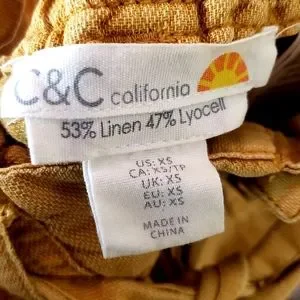 C&C california
53% Linen 47% Lyocell
US: XS
CA: XS/TP
UK: XS
EU: XS
AU: XS
MADE IN
CHINA